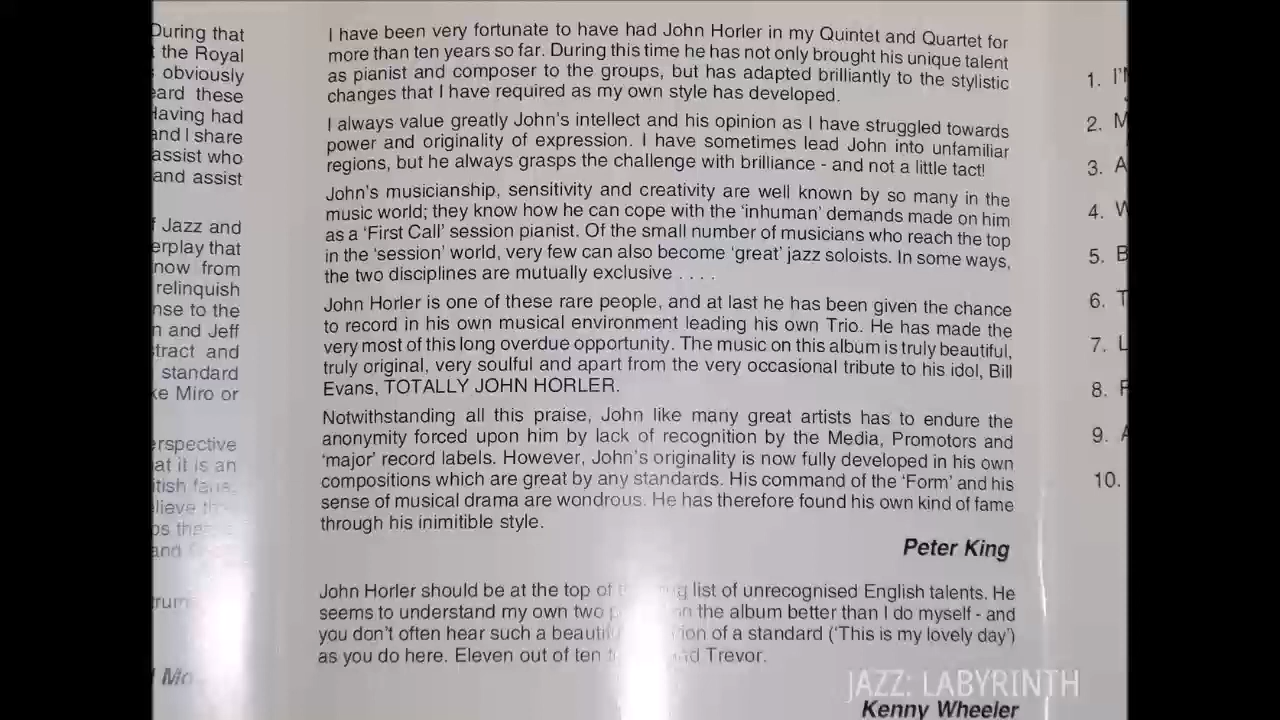 During that
the Royal
obviously
heard these
Having had
and I share
assist who
and assist
Jazz and
now from
relinquish
to the
and Jeff
and
standard
Miro or
at it is an
and
I have been very fortunate to have had John Horler in my Quintet and Quartet for
more than ten years so far. During this time he has not only brought his unique talent
as pianist and composer to the groups, but has adapted brilliantly to the stylistic
changes that I have required as my own style has developed.
I always value greatly John's intellect and his opinion as I have struggled towards
power and originality of expression. I have sometimes lead John into unfamiliar
regions, but he always grasps the challenge with brilliance - and not a little tact!
John's musicianship, sensitivity and creativity are well known by so many in the
music world; they know how he can cope with the 'inhuman' demands made on him
as a 'First Call' session pianist. Of the small number of musicians who reach the top
in the 'session' world, very few can also become 'great' jazz soloists. In some ways,
the two disciplines are mutually exclusive . . . .
John Horler is one of these rare people, and at last he has been given the chance
to record in his own musical environment leading his own Trio. He has made the
very most of this long overdue opportunity. The music on this album is truly beautiful,
truly original, very soulful and apart from the very occasional tribute to his idol, Bill
Evans, TOTALLY JOHN HORLER.
Notwithstanding all this praise, John like many great artists has to endure the
anonymity forced upon him by lack of recognition by the Media, Promotors and
'major' record labels. However, John's originality is now fully developed in his own
compositions which are great by any standards. His command of the 'Form' and his
sense of musical drama are wondrous. He has therefore found his own kind of fame
through his inimitible style.
Peter King
John Horler should be at the top of list of unrecognised English talents. He
seems to understand my own two on the album better than I do myself - and
you don't often hear such a of a standard ('This is my lovely day')
as you do here. Eleven out of ten Trevor.
Kenny Wheeler
1.
2.
3.
4.
5.
6.
7.
8.
9.
10.
JAZZ: LABYRINTH